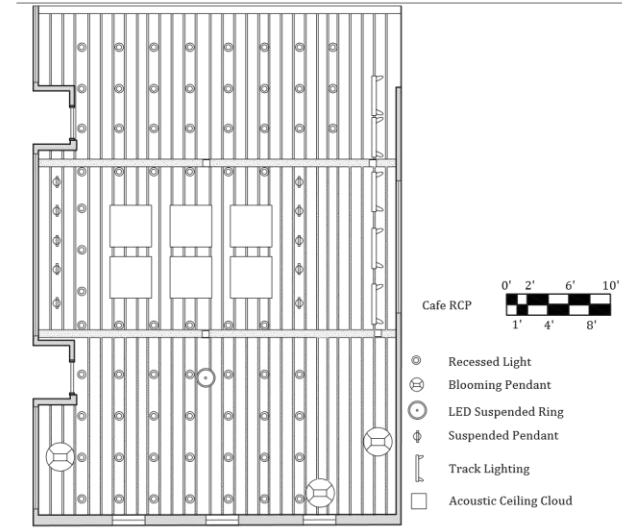 0' 2' 6' 10'
Cafe RCP
1' 4' 8'
Recessed Light
Blooming Pendant
LED Suspended Ring
Suspended Pendant
Track Lighting
Acoustic Ceiling Cloud